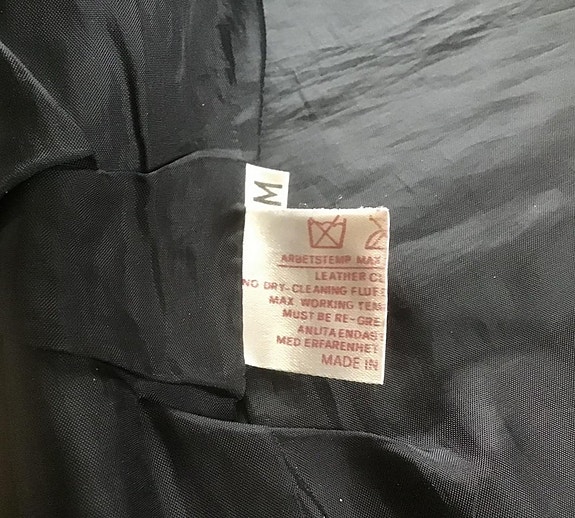 M
ARBETSTEMP MAX
LEATHER CL
NO DRY-CLEANING FLUE
MAX WORKING TEM
MUST BE RE-GRE
ANLITA ENDAST
MED ERFARENHET
MADE IN